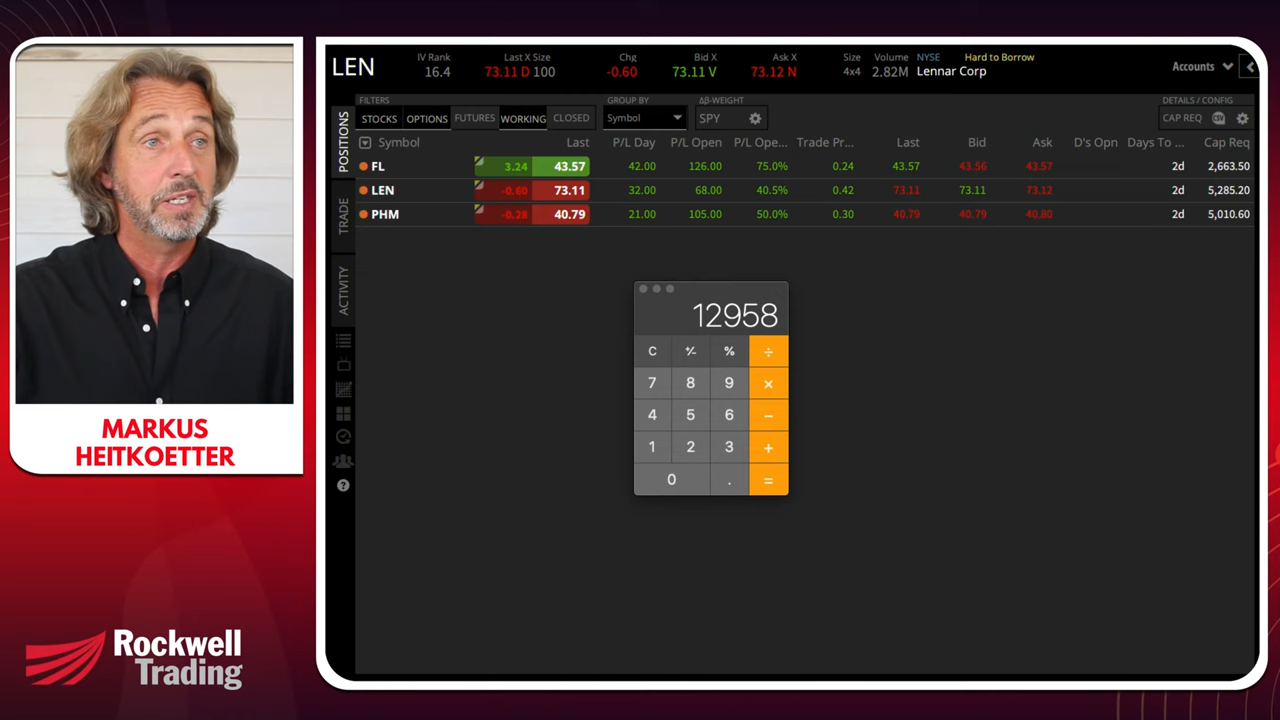 LEN
IV Rank
16.4
Last X Size
73.11 D 100
Chg
-0.60
Bid X
73.11 V
Ask X
73.12 N
Size
4x4
Volume
2.82M
NYSE
Lennar Corp
Hard to Borrow
Accounts
FILTERS
STOCKS OPTIONS FUTURES WORKING CLOSED
GROUP BY
Symbol
Δβ-WEIGHT
SPY
DETAILS / CONFIG
CAP REQ
POSITIONS
TRADE
ACTIVITY
Symbol Last P/L Day P/L Open P/L Ope... Trade Pr... Last Bid Ask D's Opn Days To ... Cap Req
FL 3.24 43.57 42.00 126.00 75.0% 0.24 43.57 43.56 43.57 2d 2,663.50
LEN -0.60 73.11 32.00 68.00 40.5% 0.42 73.11 73.11 73.12 2d 5,285.20
PHM -0.28 40.79 21.00 105.00 50.0% 0.30 40.79 40.79 40.80 2d 5,010.60
12958
C +/- % ÷
7 8 9 ×
4 5 6 −
1 2 3 +
0 . =
?
MARKUS
HEITKOETTER
Rockwell
Trading